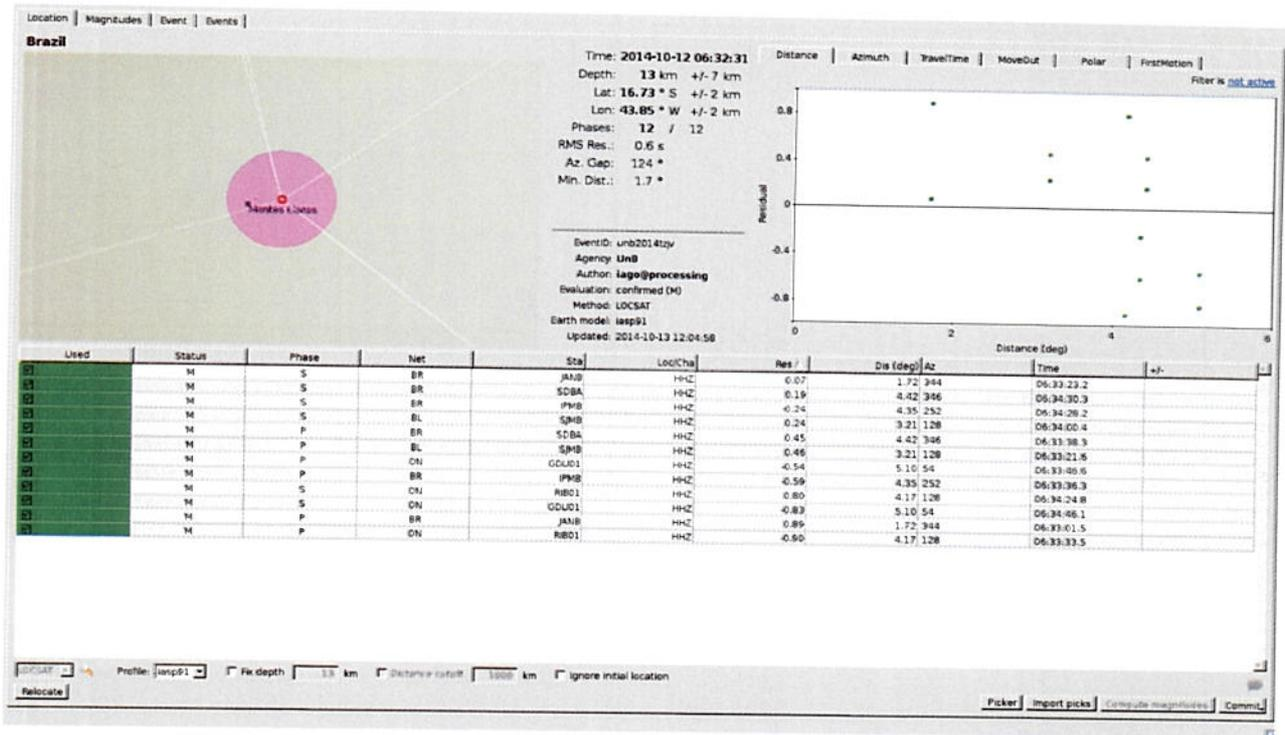 Location Magnitudes Event Events
Brazil
Montes Claros
Time: 2014-10-12 06:32:31
Depth: 13 km +/- 7 km
Lat: 16.73 ° S +/- 2 km
Lon: 43.85 ° W +/- 2 km
Phases: 12 / 12
RMS Res.: 0.6 s
Az. Gap: 124 °
Min. Dist.: 1.7 °
EventID: unb2014tzjv
Agency: UnB
Author: iago@processing
Evaluation: confirmed (M)
Method: LOCSAT
Earth model: iasp91
Updated: 2014-10-13 12:04:58
Distance Azimuth TravelTime MoveOut Polar FirstMotion
Filter is not active
Residual
0.8
0.4
0
-0.4
-0.8
0 2 4 6
Distance (deg)
Used Status Phase Net Sta Loc/Cha Res / Dis (deg) Az Time +/-
M S BR JANB HHZ 0.07 1.72 344 06:33:23.2
M S BR SDBA HHZ 0.19 4.42 346 06:34:30.3
M S BR IPMB HHZ -0.24 4.35 252 06:34:28.2
M S BL SJMB HHZ 0.24 3.21 128 06:34:00.4
M P BR SDBA HHZ 0.45 4.42 346 06:33:38.3
M P BL SJMB HHZ 0.46 3.21 128 06:33:21.6
M P ON GDU01 HHZ -0.54 5.10 54 06:33:46.6
M P BR IPMB HHZ -0.59 4.35 252 06:33:36.3
M S ON RIB01 HHZ 0.80 4.17 128 06:34:24.8
M S ON GDU01 HHZ -0.83 5.10 54 06:34:46.1
M P BR JANB HHZ 0.89 1.72 344 06:33:01.5
M P ON RIB01 HHZ -0.90 4.17 128 06:33:33.5
LOCSAT Profile: iasp91 Fix depth 13 km Distance cutoff 1000 km Ignore initial location
Relocate
Picker Import picks Compute magnitudes Commit